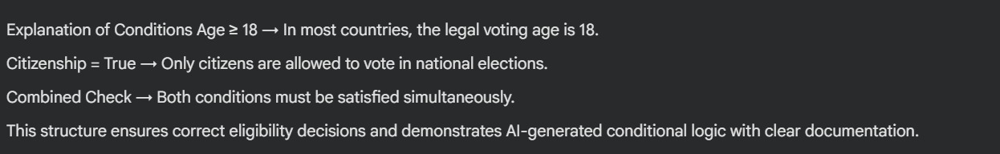 Explanation of Conditions Age ≥ 18 → In most countries, the legal voting age is 18.
Citizenship = True → Only citizens are allowed to vote in national elections.
Combined Check → Both conditions must be satisfied simultaneously.
This structure ensures correct eligibility decisions and demonstrates AI-generated conditional logic with clear documentation.